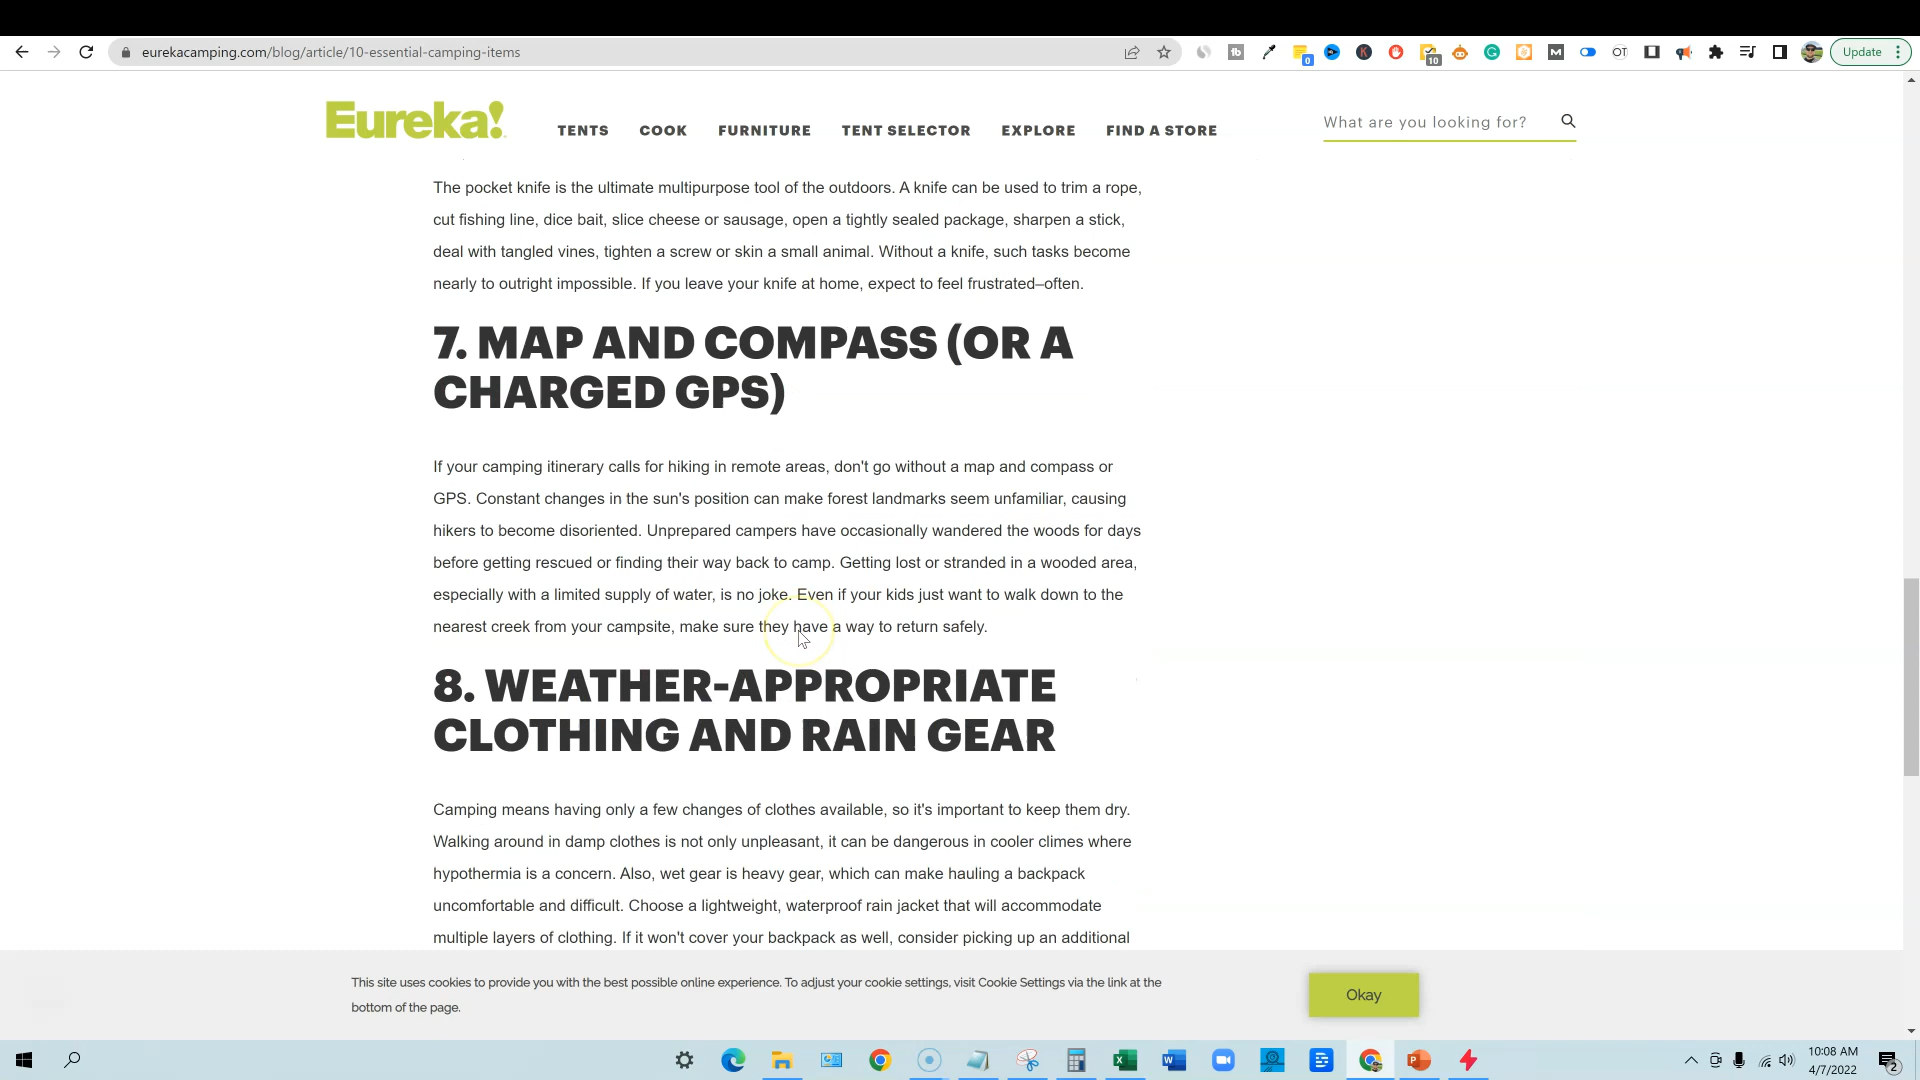 eurekacamping.com/blog/article/10-essential-camping-items
Update
Eureka!
TENTS
COOK
FURNITURE
TENT SELECTOR
EXPLORE
FIND A STORE
What are you looking for?
The pocket knife is the ultimate multipurpose tool of the outdoors. A knife can be used to trim a rope,
cut fishing line, dice bait, slice cheese or sausage, open a tightly sealed package, sharpen a stick,
deal with tangled vines, tighten a screw or skin a small animal. Without a knife, such tasks become
nearly to outright impossible. If you leave your knife at home, expect to feel frustrated–often.
7. MAP AND COMPASS (OR A
CHARGED GPS)
If your camping itinerary calls for hiking in remote areas, don't go without a map and compass or
GPS. Constant changes in the sun's position can make forest landmarks seem unfamiliar, causing
hikers to become disoriented. Unprepared campers have occasionally wandered the woods for days
before getting rescued or finding their way back to camp. Getting lost or stranded in a wooded area,
especially with a limited supply of water, is no joke. Even if your kids just want to walk down to the
nearest creek from your campsite, make sure they have a way to return safely.
8. WEATHER-APPROPRIATE
CLOTHING AND RAIN GEAR
Camping means having only a few changes of clothes available, so it's important to keep them dry.
Walking around in damp clothes is not only unpleasant, it can be dangerous in cooler climes where
hypothermia is a concern. Also, wet gear is heavy gear, which can make hauling a backpack
uncomfortable and difficult. Choose a lightweight, waterproof rain jacket that will accommodate
multiple layers of clothing. If it won't cover your backpack as well, consider picking up an additional
This site uses cookies to provide you with the best possible online experience. To adjust your cookie settings, visit Cookie Settings via the link at the
bottom of the page.
Okay
10:08 AM
4/7/2022